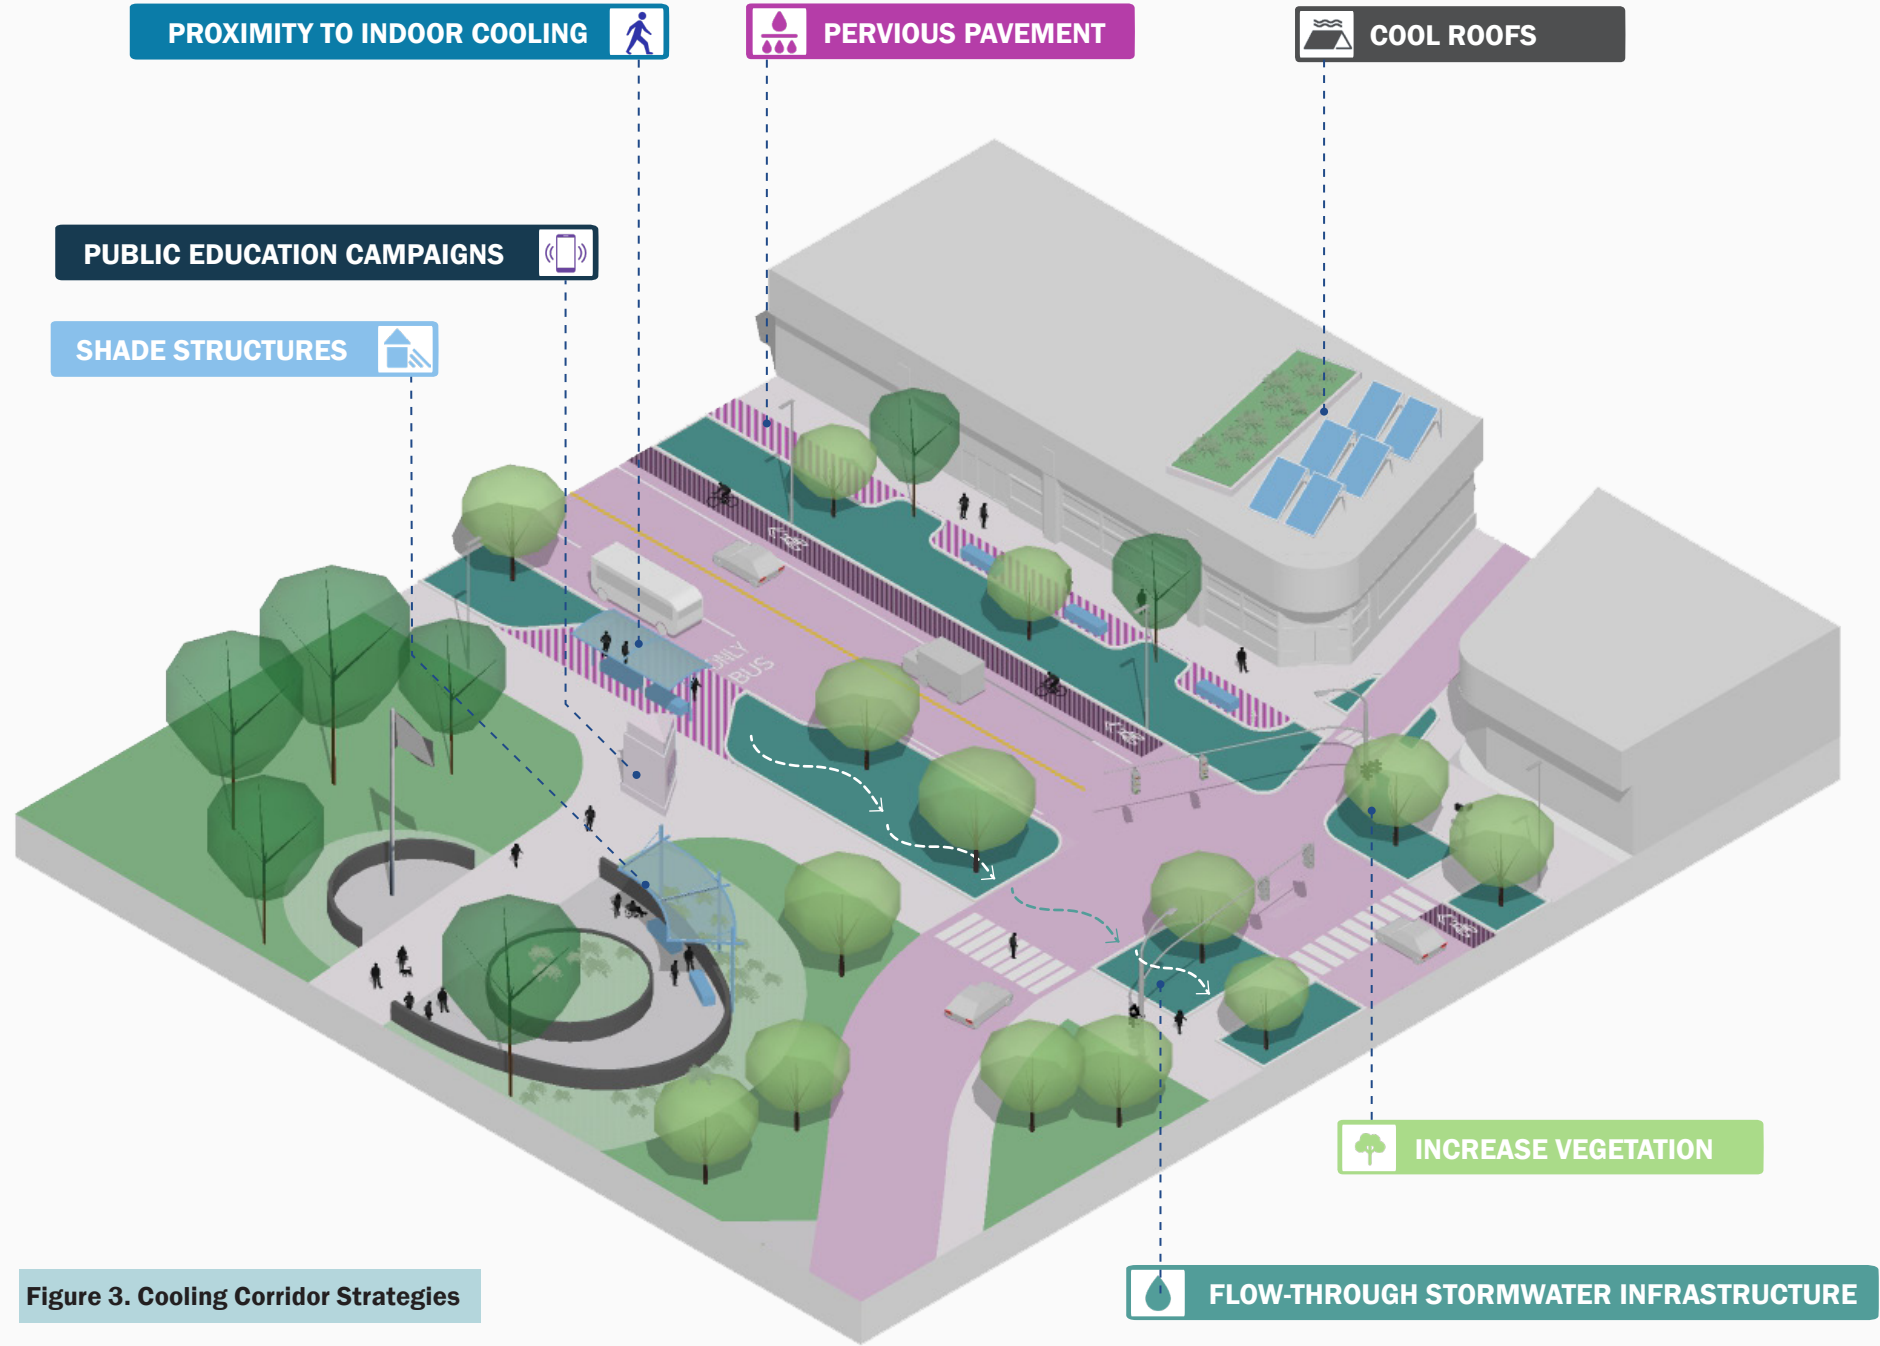 PROXIMITY TO INDOOR COOLING
PERVIOUS PAVEMENT
COOL ROOFS
PUBLIC EDUCATION CAMPAIGNS
SHADE STRUCTURES
ONLY
BUS
INCREASE VEGETATION
FLOW-THROUGH STORMWATER INFRASTRUCTURE
Figure 3. Cooling Corridor Strategies